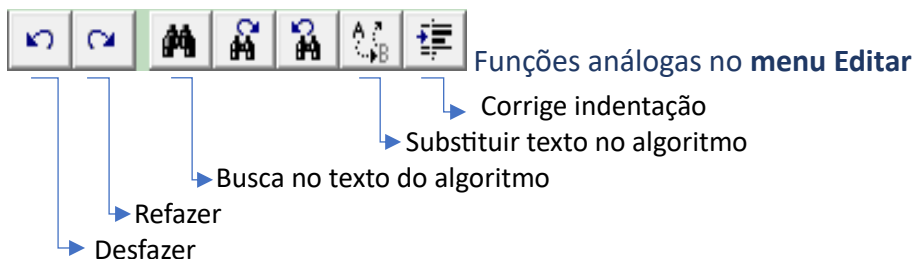 Funções análogas no menu Editar
Corrige indentação
Substituir texto no algoritmo
Busca no texto do algoritmo
Refazer
Desfazer
A
B